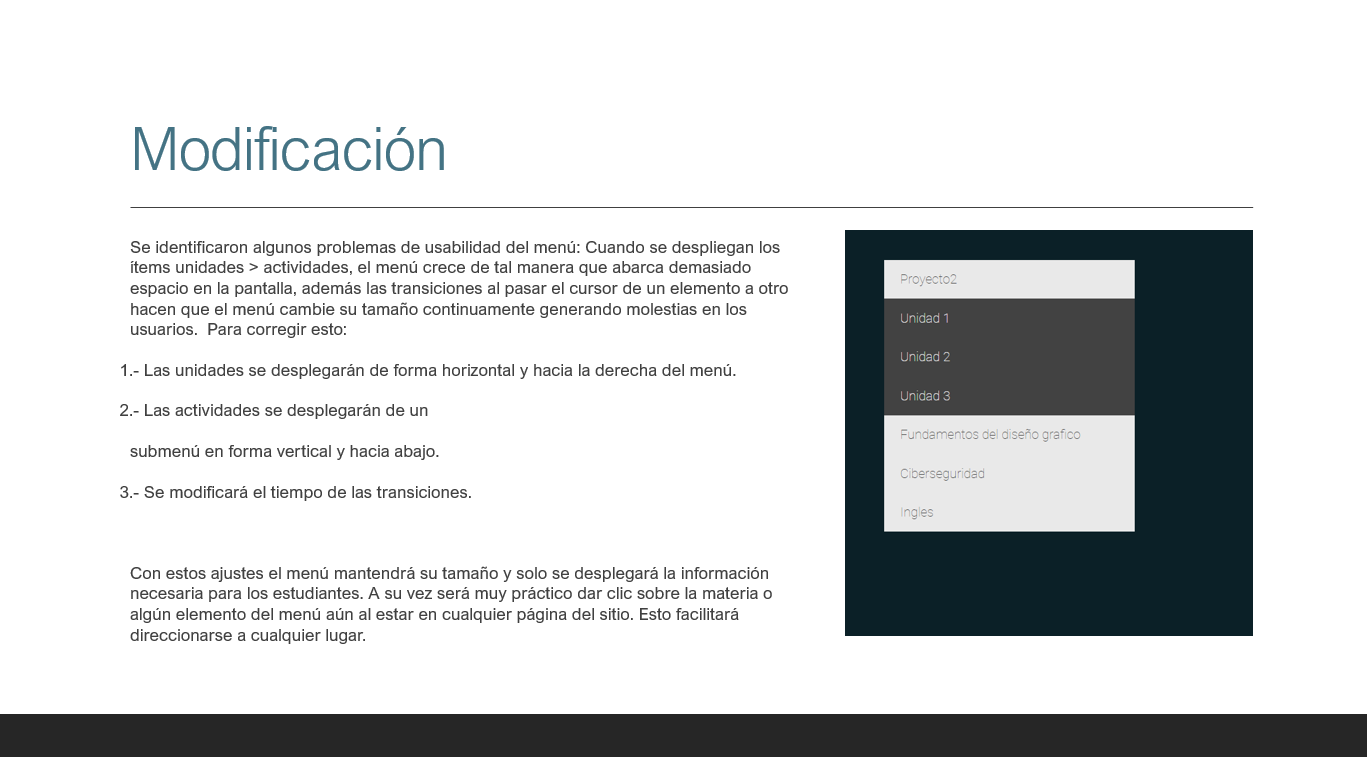 Modificación
Se identificaron algunos problemas de usabilidad del menú: Cuando se despliegan los
ítems unidades > actividades, el menú crece de tal manera que abarca demasiado
espacio en la pantalla, además las transiciones al pasar el cursor de un elemento a otro
hacen que el menú cambie su tamaño continuamente generando molestias en los
usuarios.  Para corregir esto:
1.- Las unidades se desplegarán de forma horizontal y hacia la derecha del menú.
2.- Las actividades se desplegarán de un
submenú en forma vertical y hacia abajo.
3.- Se modificará el tiempo de las transiciones.
Con estos ajustes el menú mantendrá su tamaño y solo se desplegará la información
necesaria para los estudiantes. A su vez será muy práctico dar clic sobre la materia o
algún elemento del menú aún al estar en cualquier página del sitio. Esto facilitará
direccionarse a cualquier lugar.
Proyecto2
Unidad 1
Unidad 2
Unidad 3
Fundamentos del diseño grafico
Ciberseguridad
Ingles